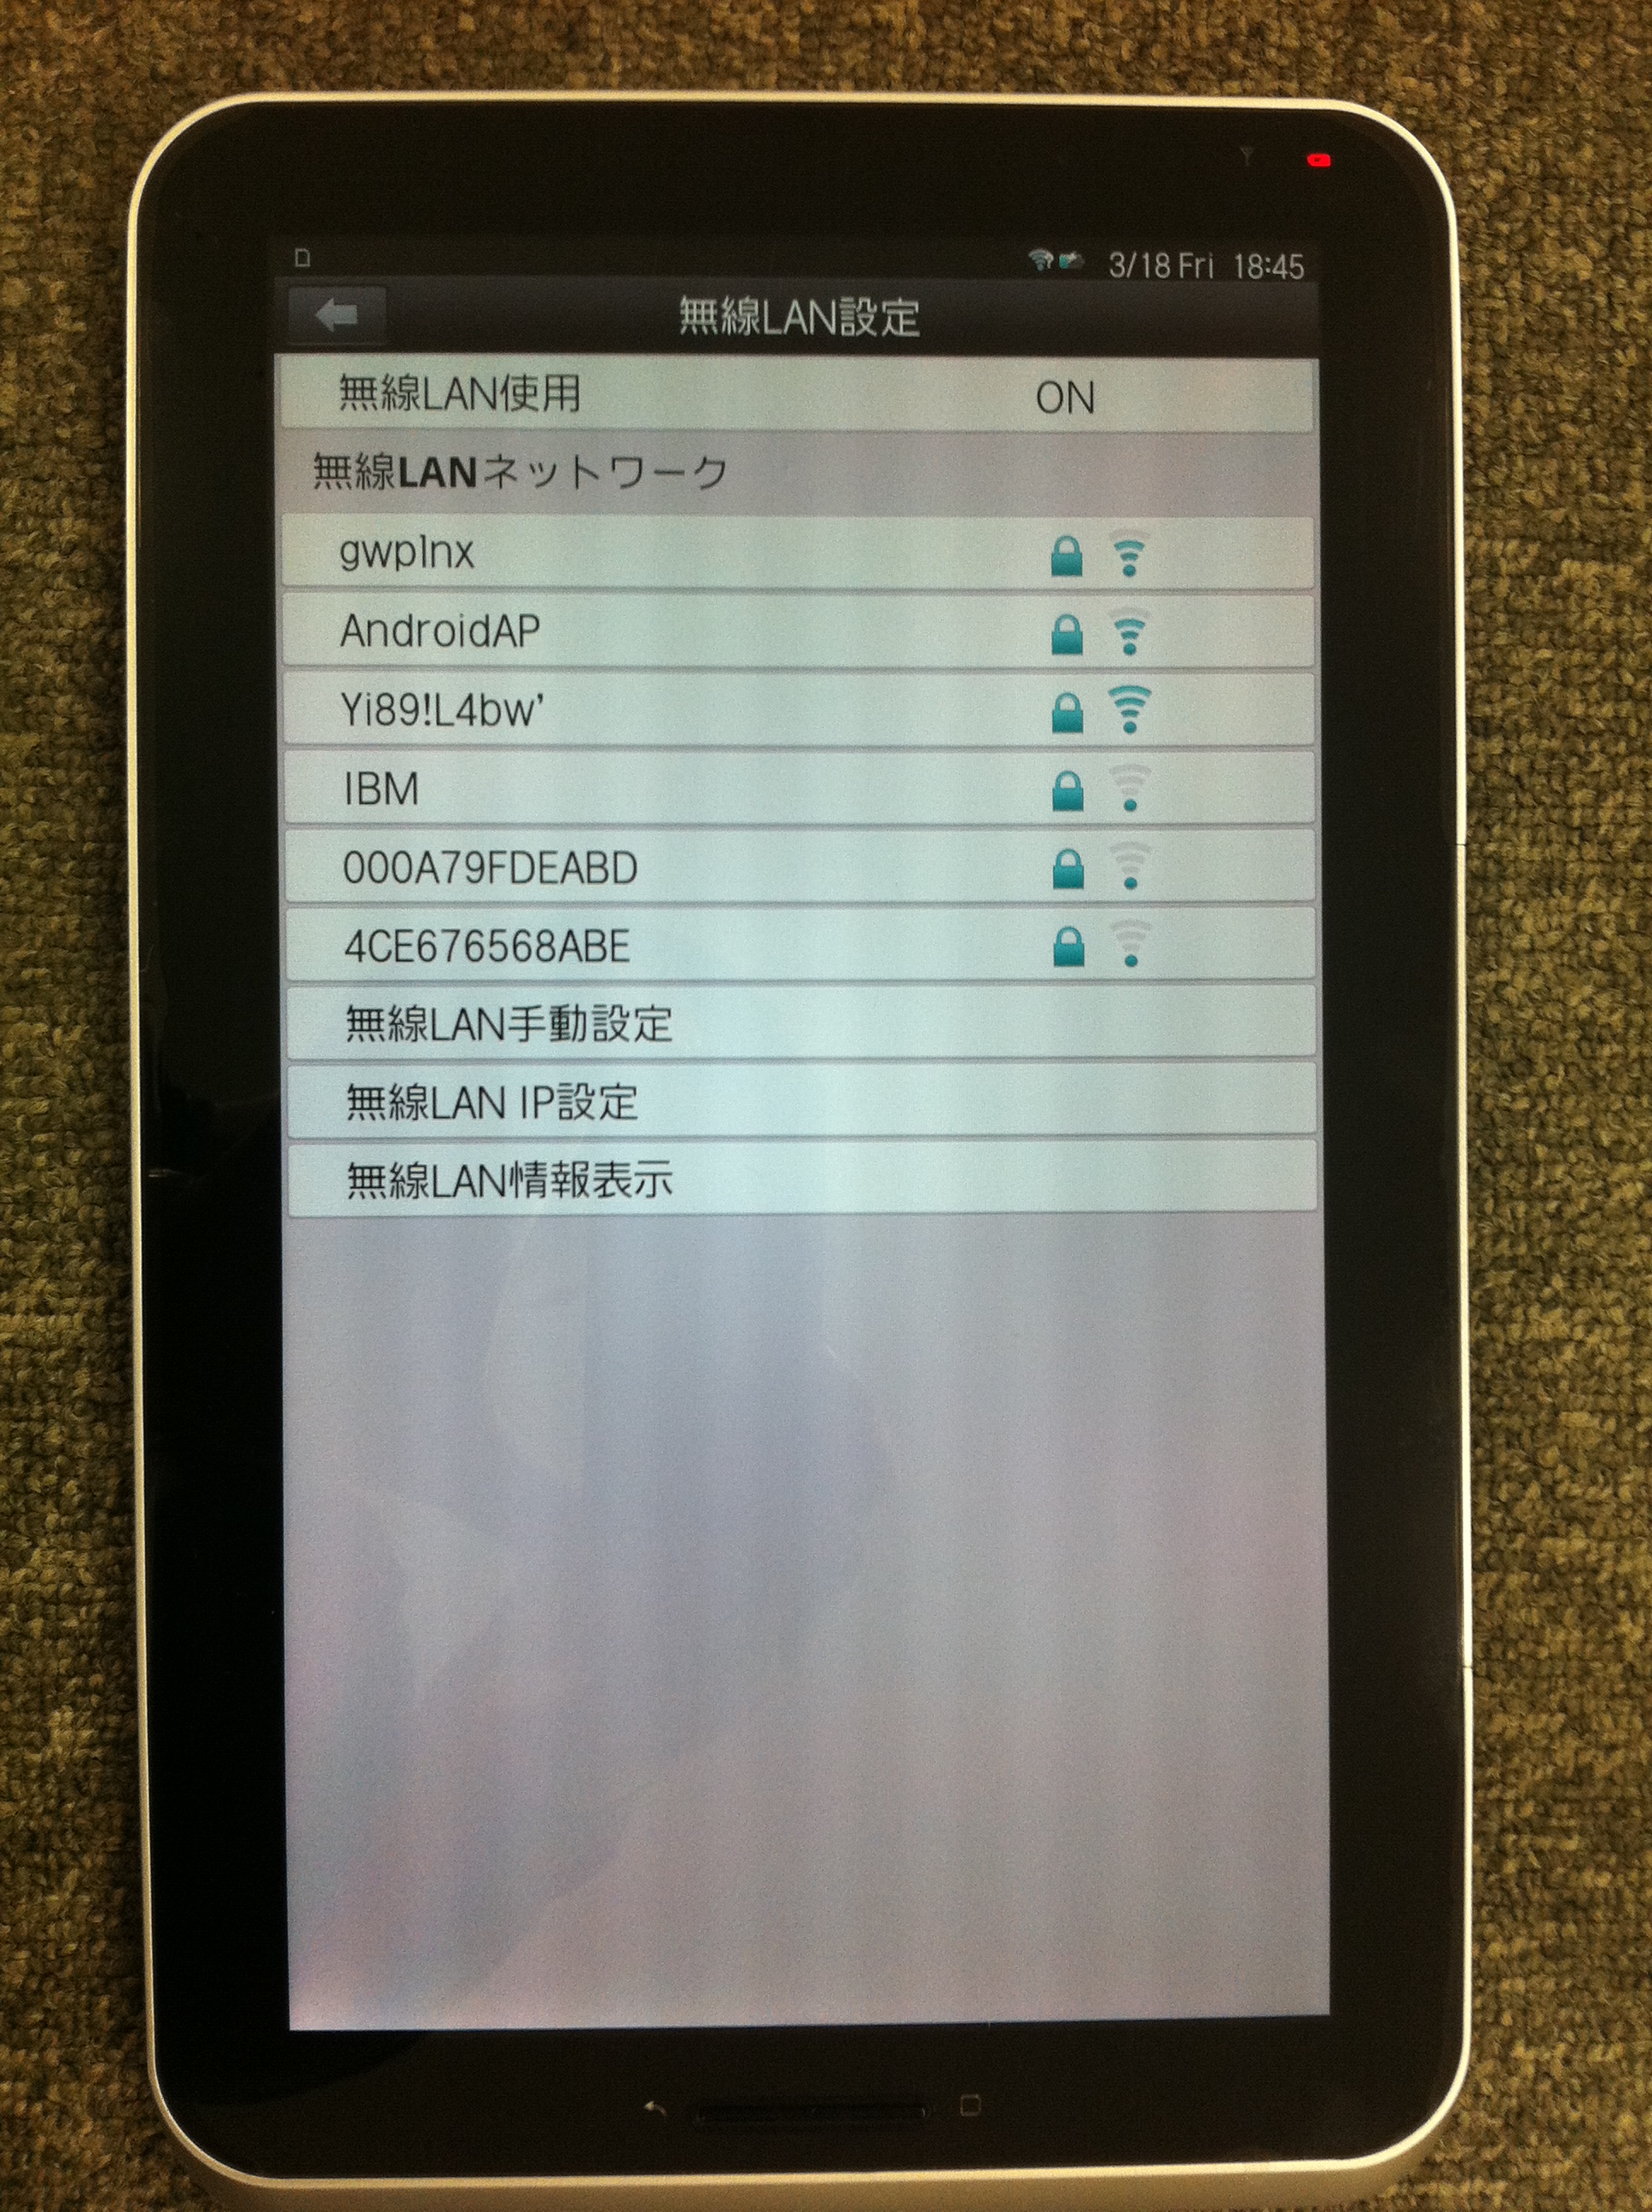 3/18 Fri 18:45
無線LAN設定
無線LAN使用 ON
無線LANネットワーク
gwplnx
AndroidAP
Yi89!L4bw'
IBM
000A79FDEABD
4CE676568ABE
無線LAN手動設定
無線LAN IP設定
無線LAN情報表示